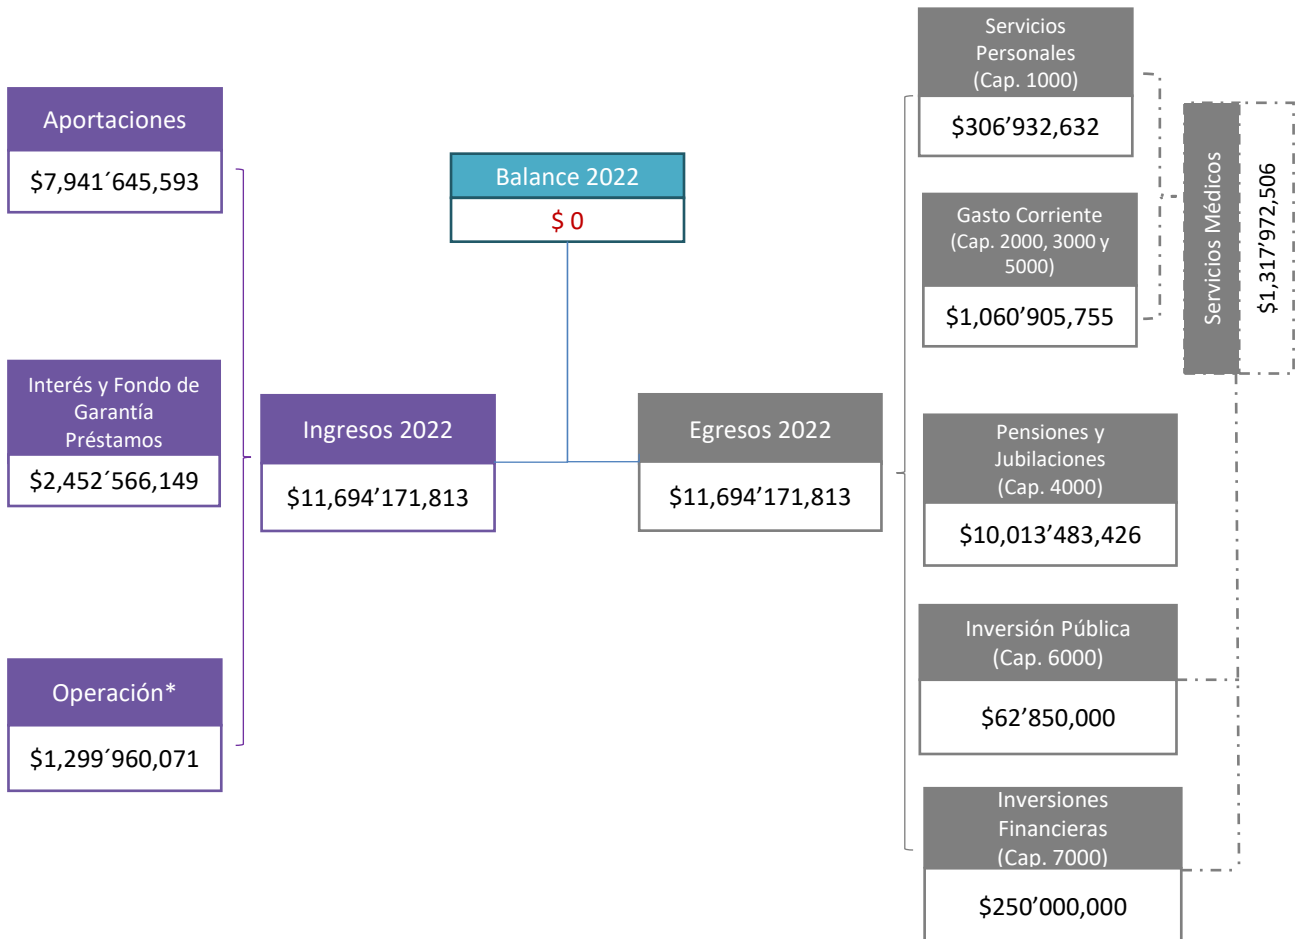 Aportaciones
$7,941´645,593
Interés y Fondo de
Garantía
Préstamos
$2,452´566,149
Operación*
$1,299´960,071
Ingresos 2022
$11,694’171,813
Balance 2022
$ 0
Egresos 2022
$11,694’171,813
Servicios
Personales
(Cap. 1000)
$306’932,632
Gasto Corriente
(Cap. 2000, 3000 y
5000)
$1,060’905,755
Pensiones y
Jubilaciones
(Cap. 4000)
$10,013’483,426
Inversión Pública
(Cap. 6000)
$62’850,000
Inversiones
Financieras
(Cap. 7000)
$250’000,000
Servicios Médicos
$1,317’972,506